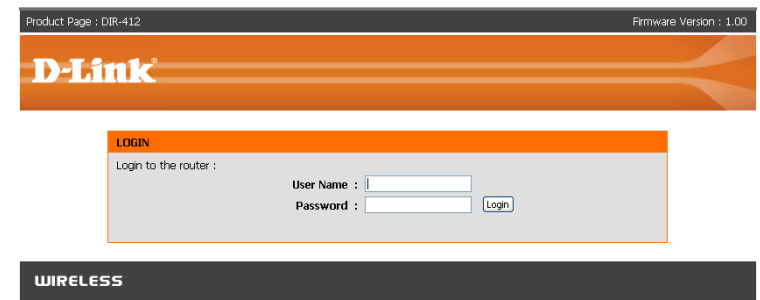 Product Page : DIR-412 Firmware Version : 1.00
D-Link®
LOGIN
Login to the router :
User Name :
Password : Login
WIRELESS